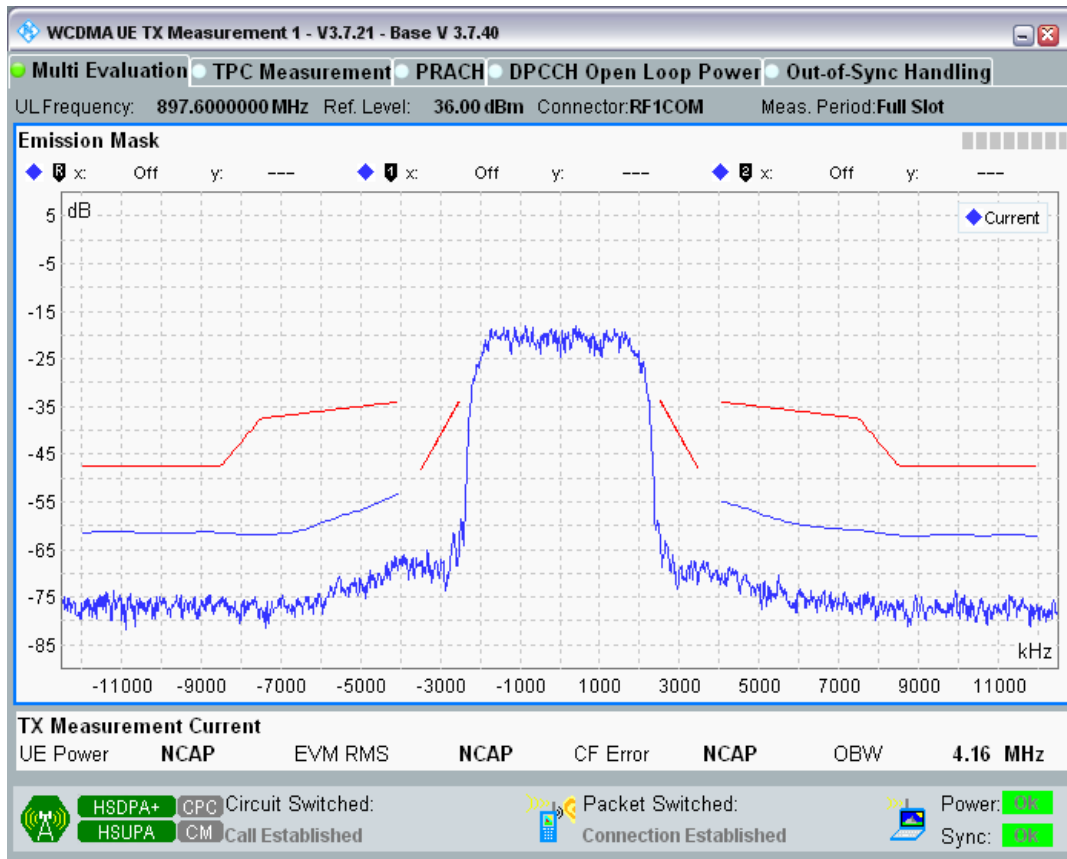 WCDMA UE TX Measurement 1 - V3.7.21 - Base V 3.7.40
Multi Evaluation TPC Measurement PRACH DPCCH Open Loop Power Out-of-Sync Handling
UL Frequency: 897.6000000 MHz Ref. Level: 36.00 dBm Connector:RF1COM Meas. Period:Full Slot
Emission Mask
R x: Off y: --- 1 x: Off y: --- 2 x: Off y: ---
dB
Current
5
-5
-15
-25
-35
-45
-55
-65
-75
-85
kHz
-11000 -9000 -7000 -5000 -3000 -1000 1000 3000 5000 7000 9000 11000
TX Measurement Current
UE Power NCAP EVM RMS NCAP CF Error NCAP OBW 4.16 MHz
HSDPA+ CPC Circuit Switched: Packet Switched: Power: Ok
HSUPA CM Call Established Connection Established Sync: Ok